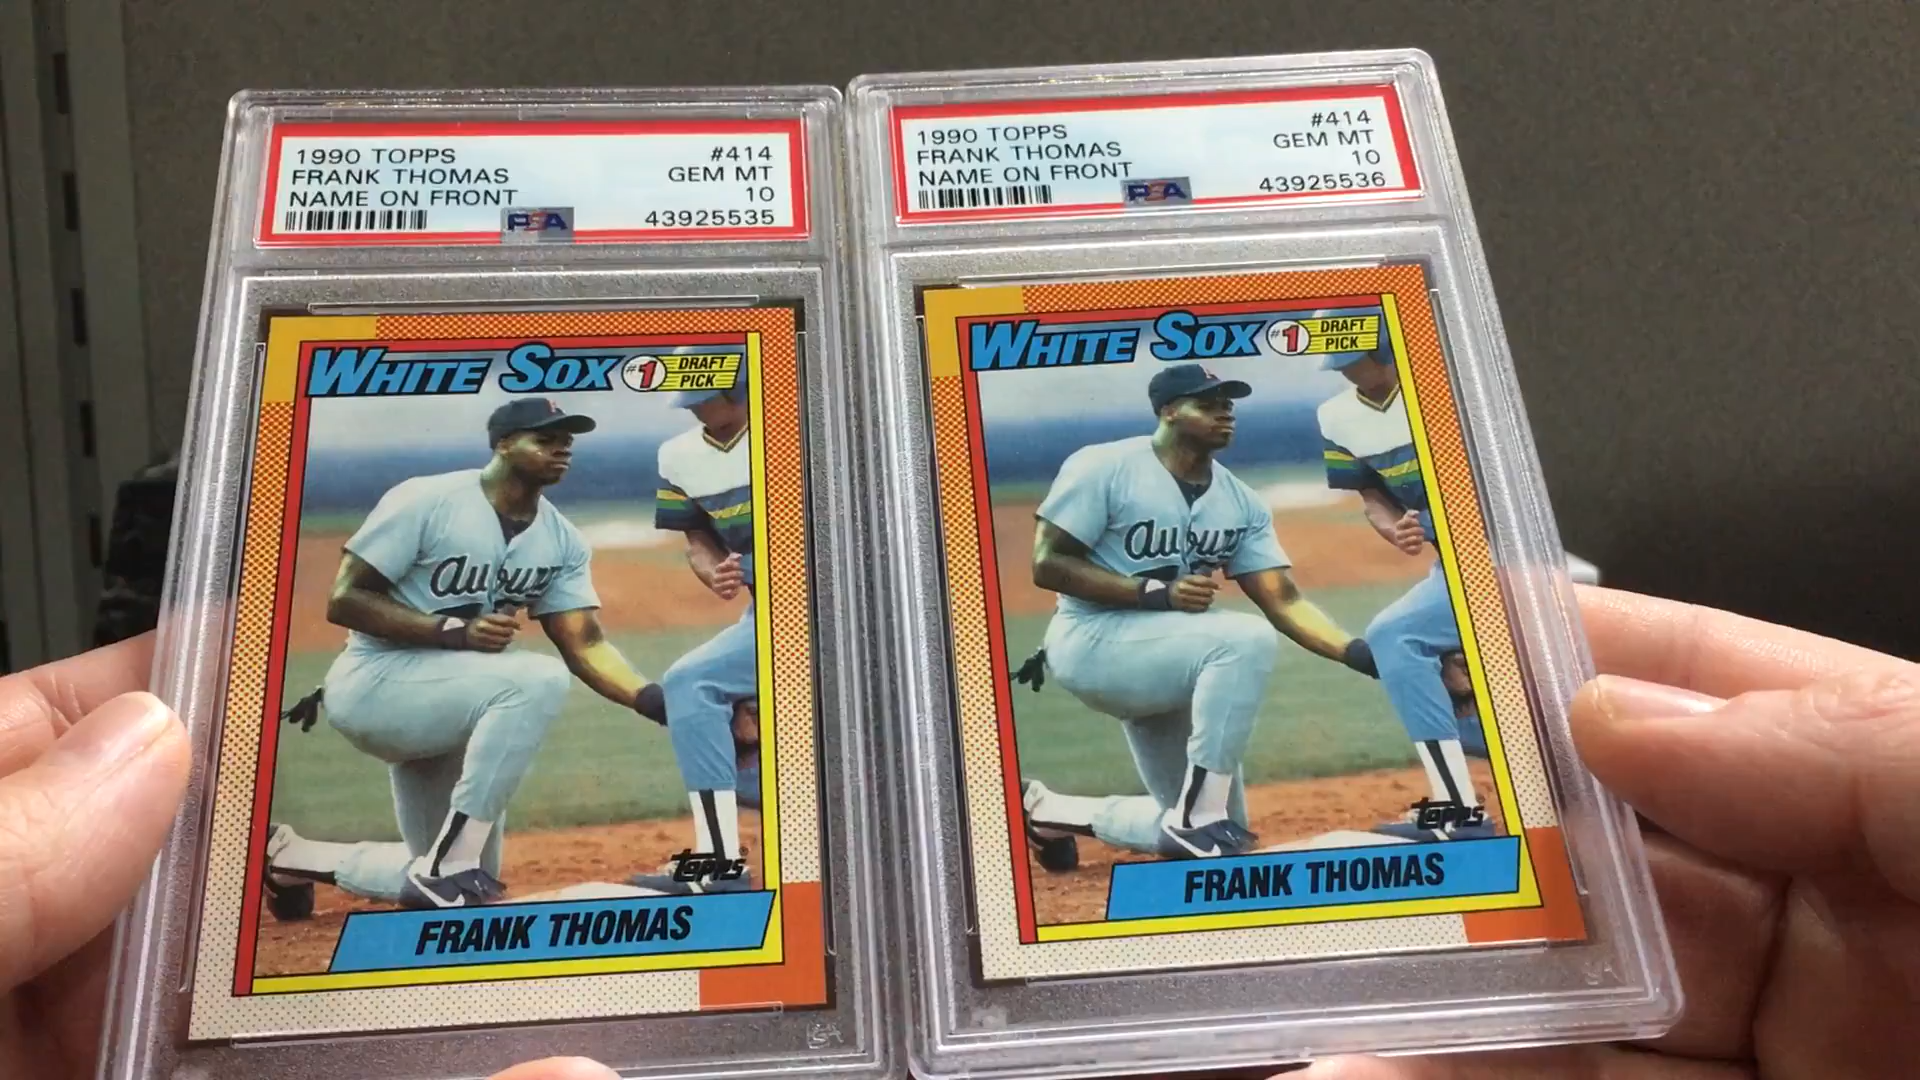 1990 TOPPS #414
FRANK THOMAS GEM MT
NAME ON FRONT 10
PSA 43925535
WHITE SOX #1 DRAFT PICK
Auburn
topps
FRANK THOMAS
1990 TOPPS #414
FRANK THOMAS GEM MT
NAME ON FRONT 10
PSA 43925536
WHITE SOX #1 DRAFT PICK
Auburn
topps
FRANK THOMAS